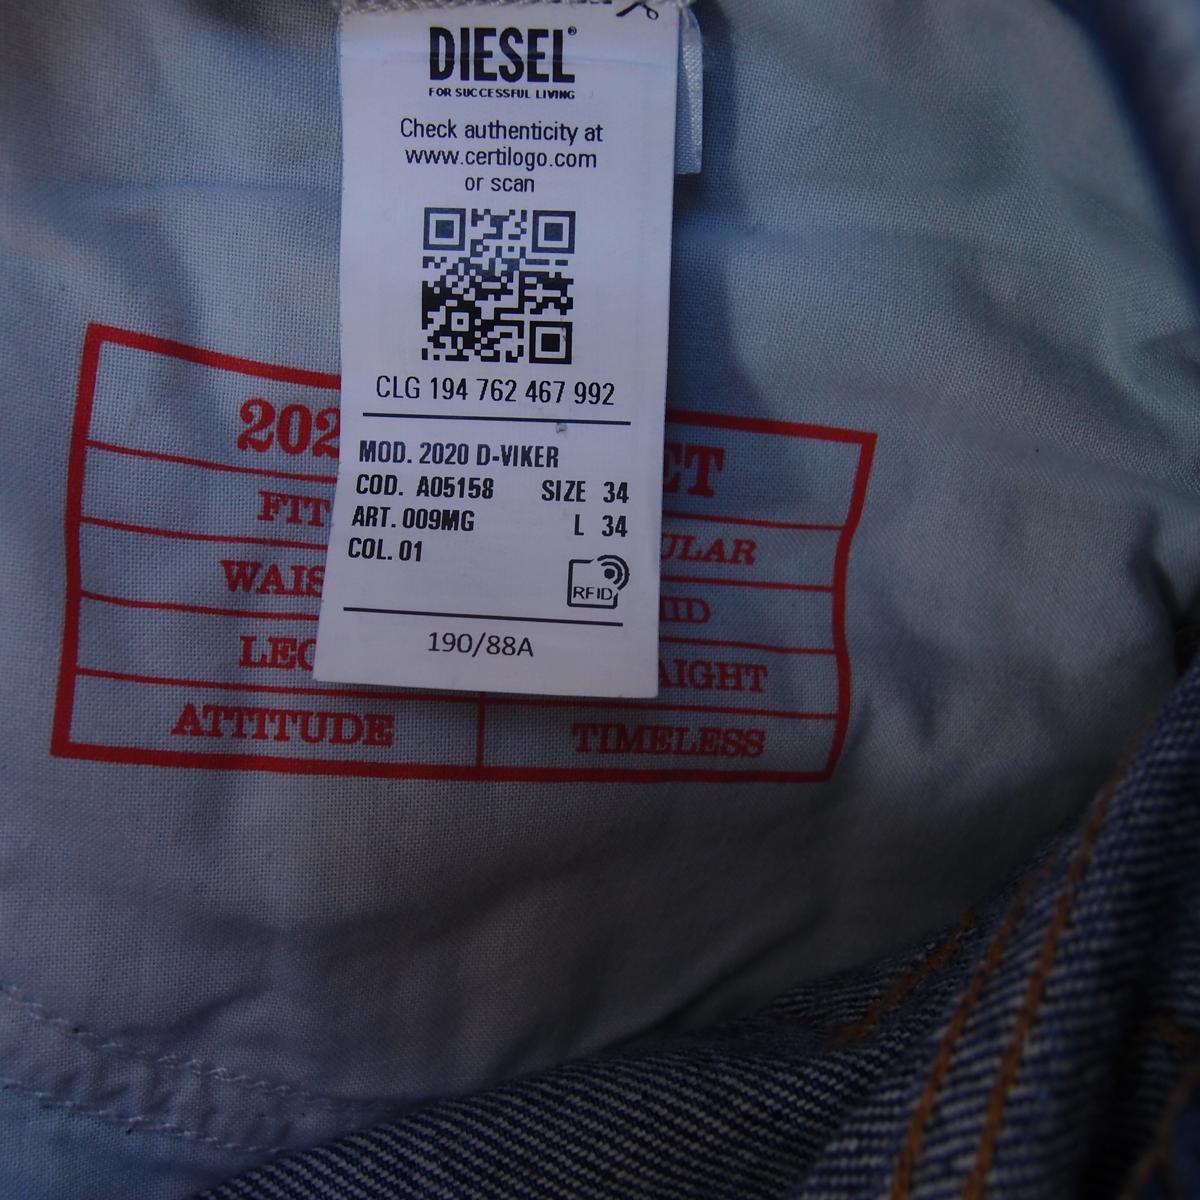 DIESEL®
FOR SUCCESSFUL LIVING
Check authenticity at
www.certilogo.com
or scan
CLG 194 762 467 992
MOD. 2020 D-VIKER
COD. A05158 SIZE 34
ART. 009MG L 34
COL. 01
RFID
190/88A
ATTITUDE TIMELESS